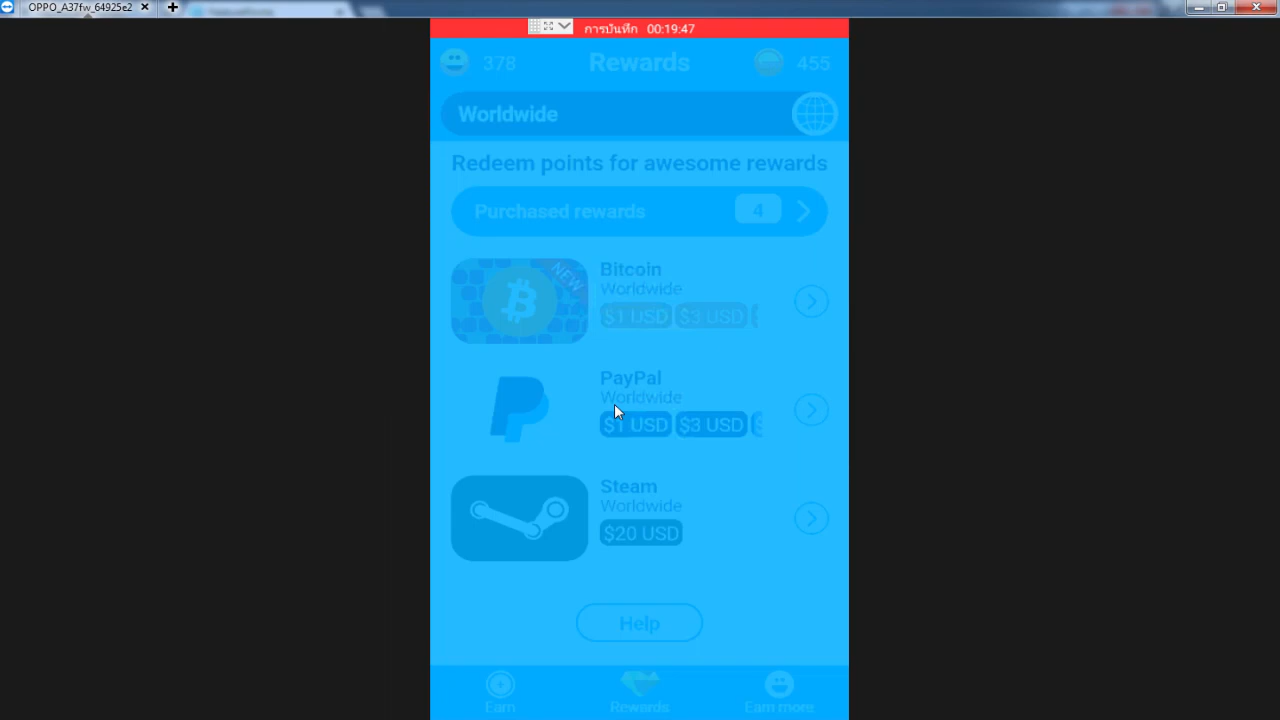 OPPO_A37fw_64925e2
การบันทึก 00:19:47
378 Rewards 455
Worldwide
Redeem points for awesome rewards
Purchased rewards 4
NEW
Bitcoin
Worldwide
$1 USD $3 USD
PayPal
Worldwide
$1 USD $3 USD
Steam
Worldwide
$20 USD
Help
Earn Rewards Earn more